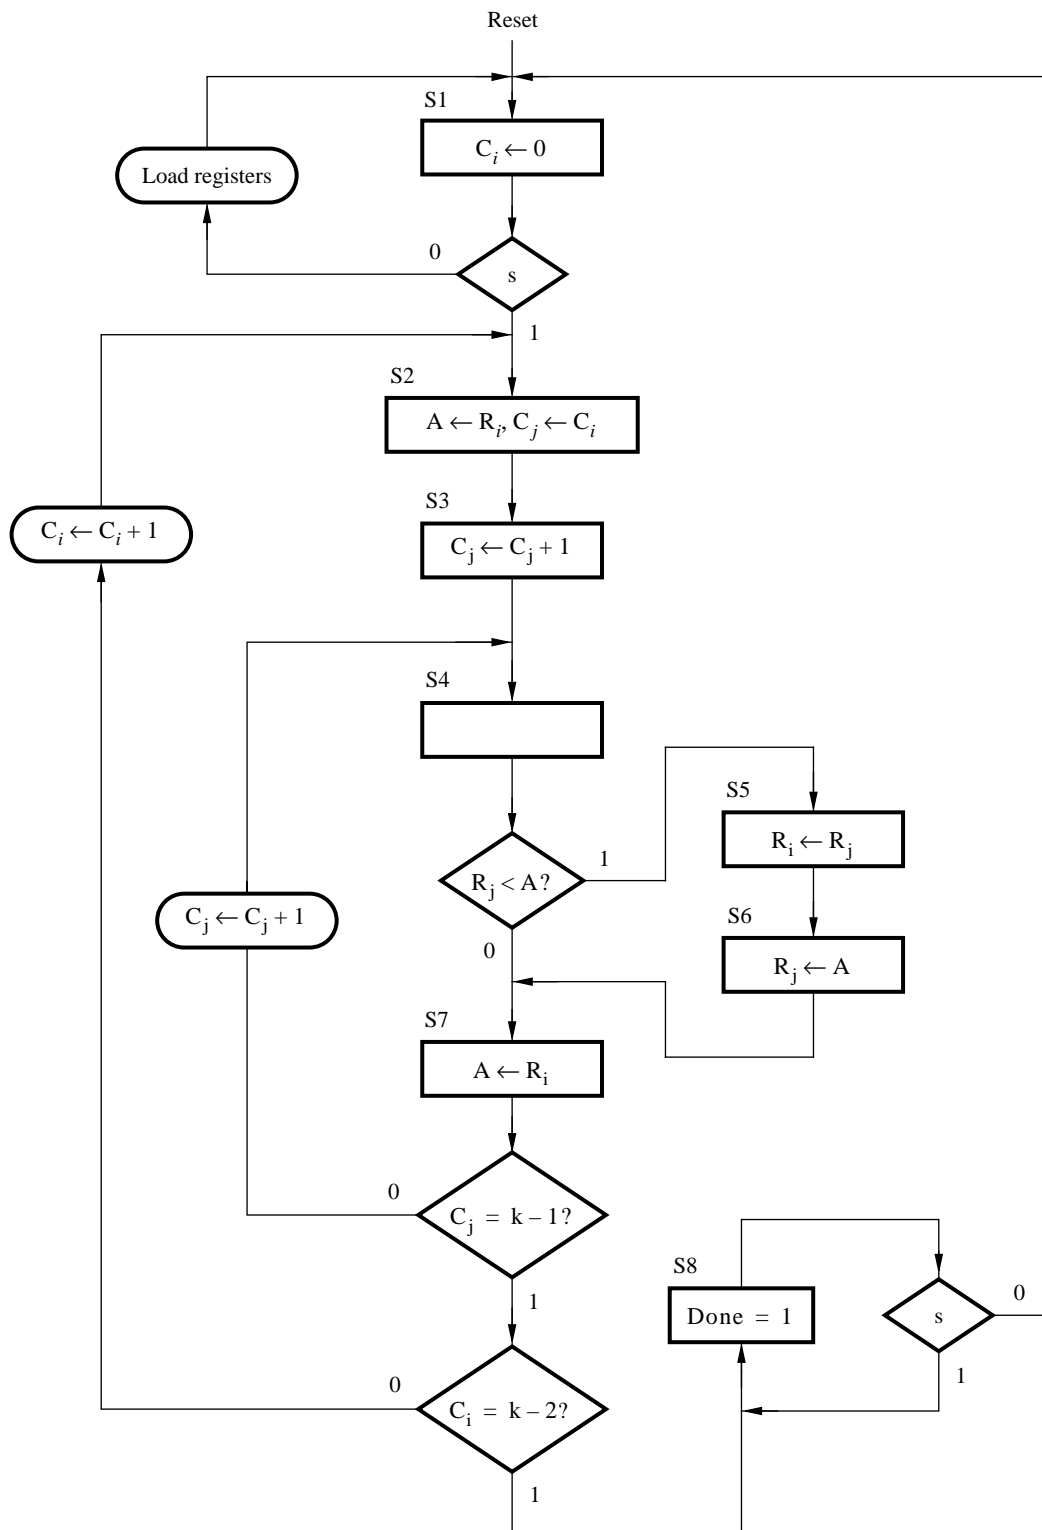 Reset
S1
C_i ← 0
Load registers
0
s
1
S2
A ← R_i, C_j ← C_i
S3
C_i ← C_i + 1
C_j ← C_j + 1
S4
S5
R_i ← R_j
1
R_j < A?
C_j ← C_j + 1
S6
0
R_j ← A
S7
A ← R_i
0
C_j = k – 1?
S8
0
Done = 1
s
1
1
0
C_i = k – 2?
1